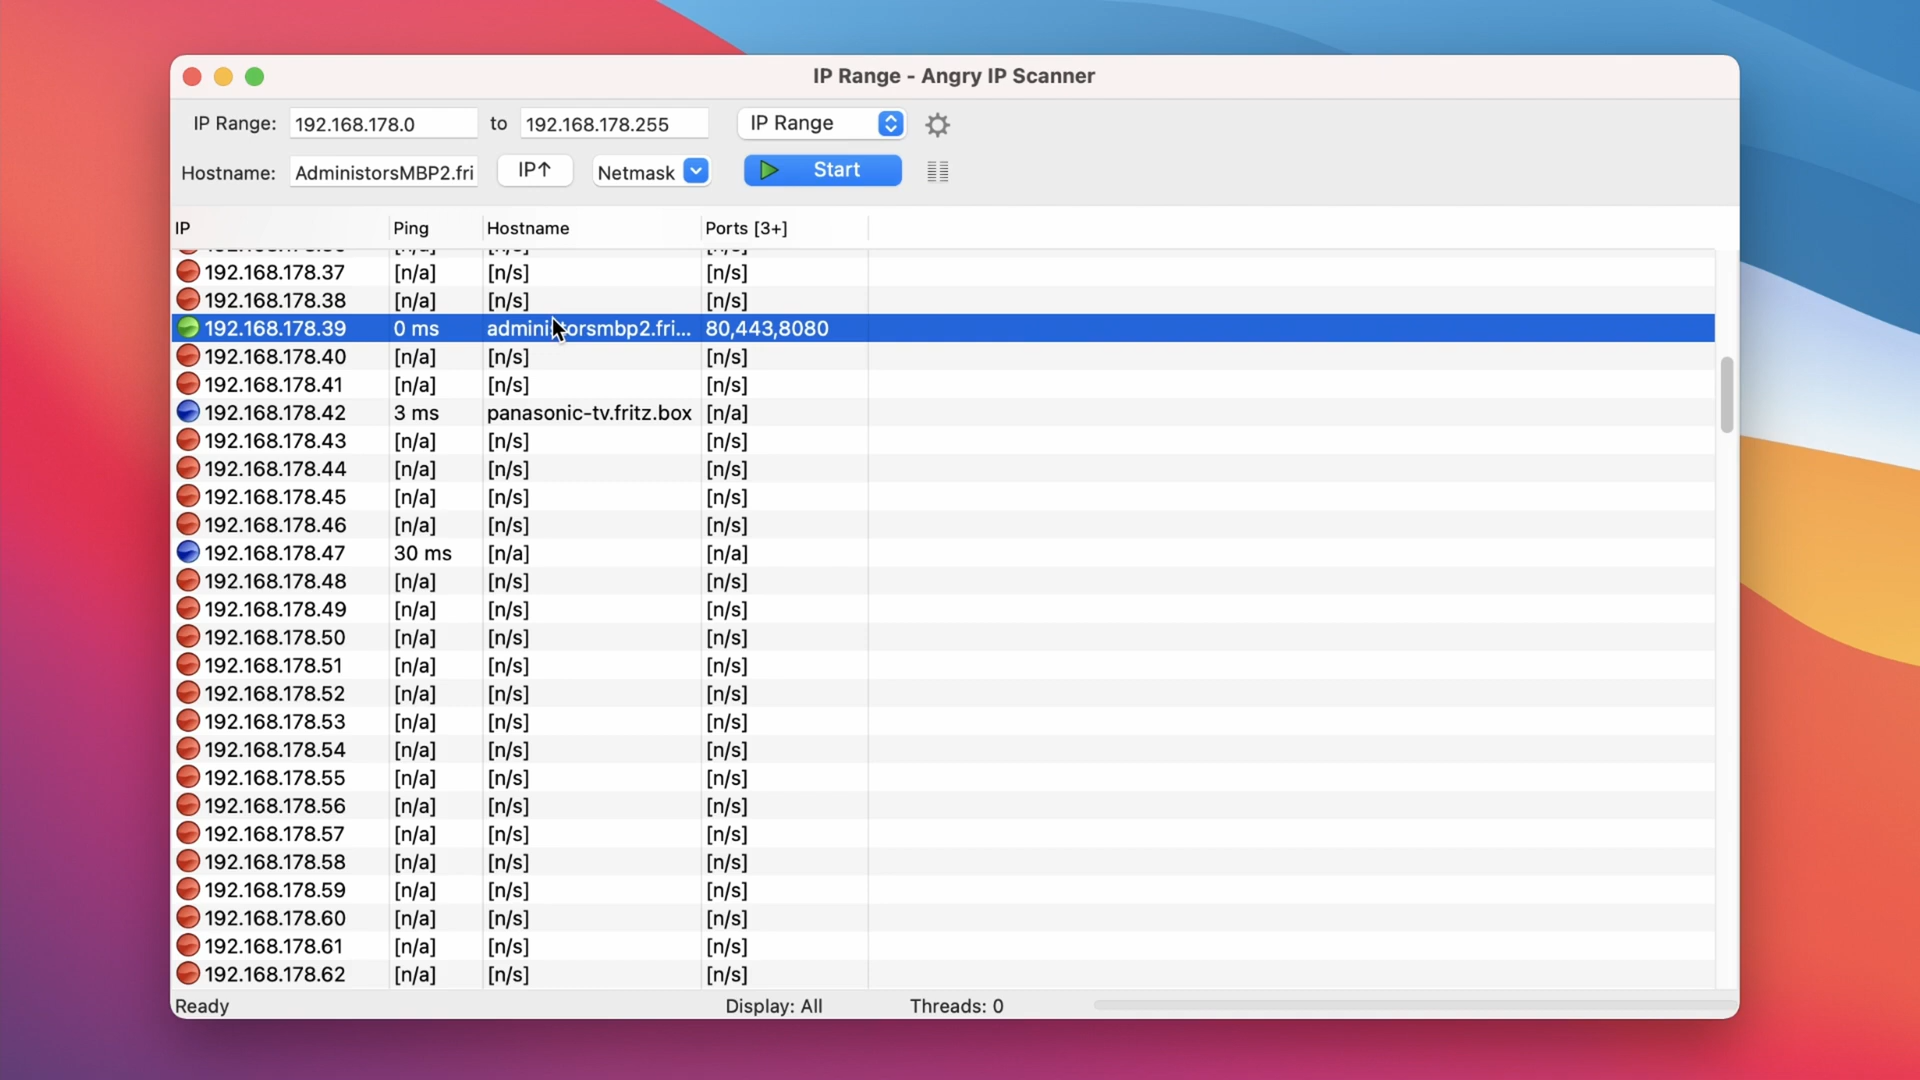 IP Range - Angry IP Scanner
IP Range: 192.168.178.0 to 192.168.178.255 IP Range
Hostname: AdministorsMBP2.fri IP↑ Netmask Start
IP Ping Hostname Ports [3+]
192.168.178.37 [n/a] [n/s] [n/s]
192.168.178.38 [n/a] [n/s] [n/s]
192.168.178.39 0 ms administorsmbp2.fri... 80,443,8080
192.168.178.40 [n/a] [n/s] [n/s]
192.168.178.41 [n/a] [n/s] [n/s]
192.168.178.42 3 ms panasonic-tv.fritz.box [n/a]
192.168.178.43 [n/a] [n/s] [n/s]
192.168.178.44 [n/a] [n/s] [n/s]
192.168.178.45 [n/a] [n/s] [n/s]
192.168.178.46 [n/a] [n/s] [n/s]
192.168.178.47 30 ms [n/a] [n/a]
192.168.178.48 [n/a] [n/s] [n/s]
192.168.178.49 [n/a] [n/s] [n/s]
192.168.178.50 [n/a] [n/s] [n/s]
192.168.178.51 [n/a] [n/s] [n/s]
192.168.178.52 [n/a] [n/s] [n/s]
192.168.178.53 [n/a] [n/s] [n/s]
192.168.178.54 [n/a] [n/s] [n/s]
192.168.178.55 [n/a] [n/s] [n/s]
192.168.178.56 [n/a] [n/s] [n/s]
192.168.178.57 [n/a] [n/s] [n/s]
192.168.178.58 [n/a] [n/s] [n/s]
192.168.178.59 [n/a] [n/s] [n/s]
192.168.178.60 [n/a] [n/s] [n/s]
192.168.178.61 [n/a] [n/s] [n/s]
192.168.178.62 [n/a] [n/s] [n/s]
Ready Display: All Threads: 0